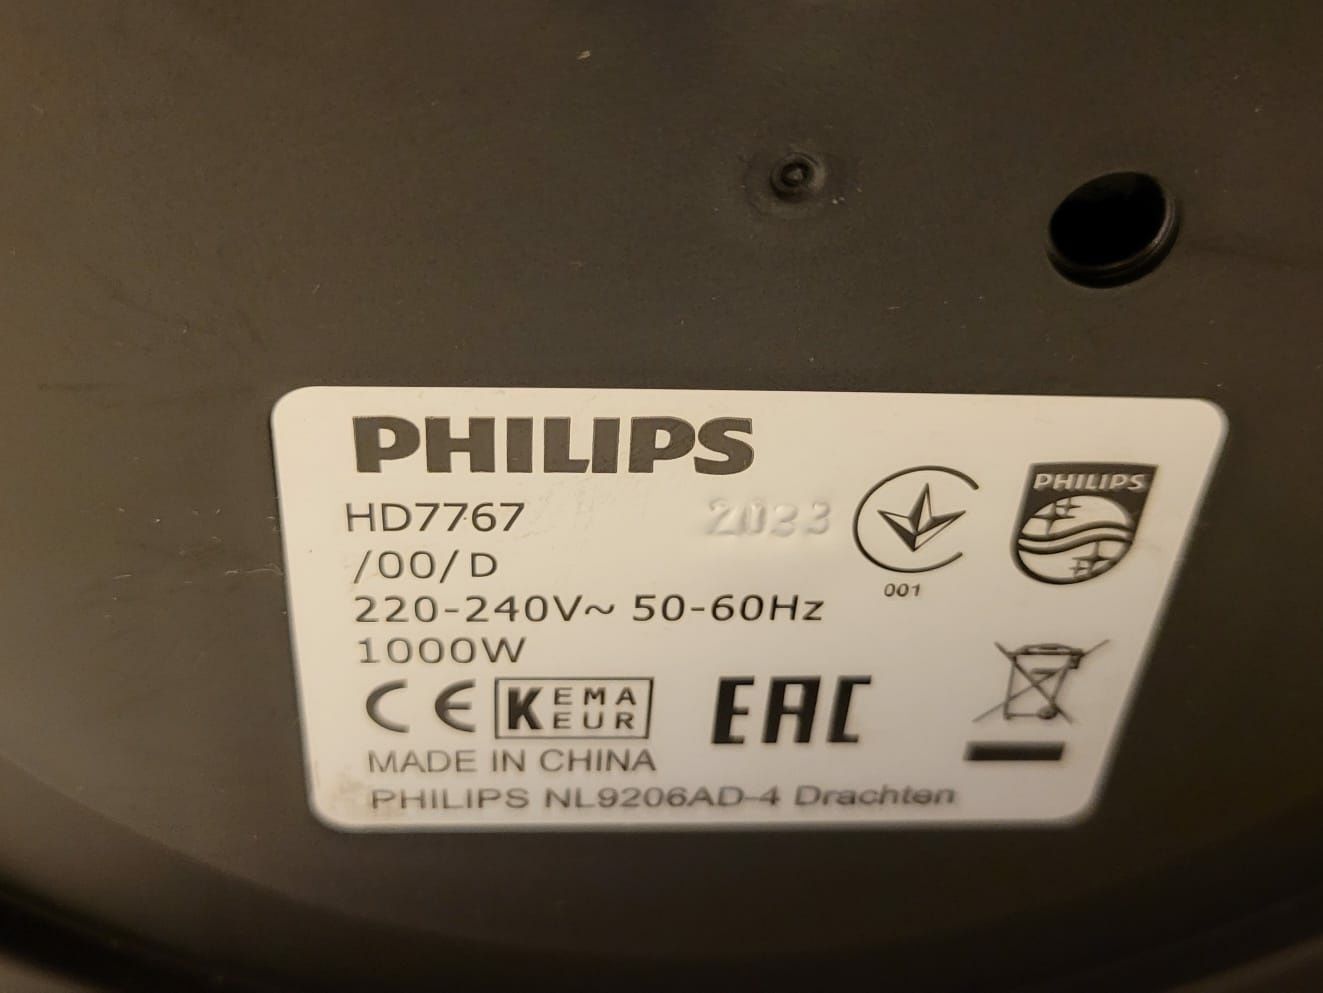 PHILIPS
HD7767
2033
PHILIPS
/00/D
001
220-240V~ 50-60Hz
1000W
CE KEMA EUR EAC
MADE IN CHINA
PHILIPS NL9206AD-4 Drachten